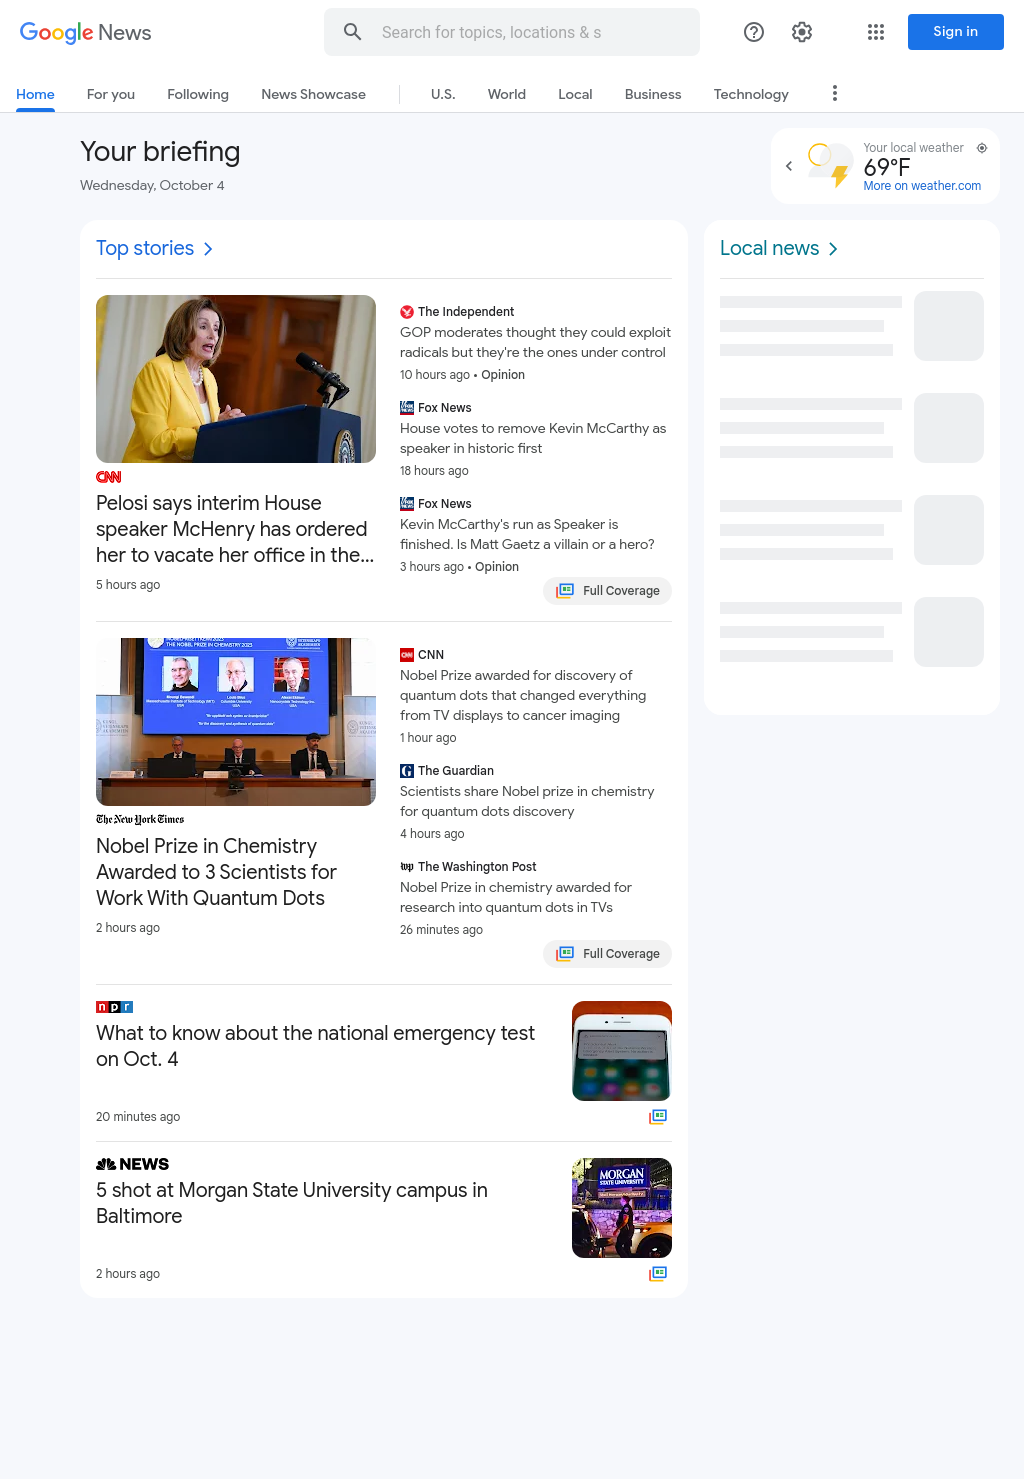 Google News
Search for topics, locations & s
Sign in
Home
For you
Following
News Showcase
U.S.
World
Local
Business
Technology
Your briefing
Wednesday, October 4
Your local weather
69°F
More on weather.com
Top stories
CNN
Pelosi says interim House
speaker McHenry has ordered
her to vacate her office in the...
5 hours ago
The Independent
GOP moderates thought they could exploit
radicals but they're the ones under control
10 hours ago • Opinion
Fox News
House votes to remove Kevin McCarthy as
speaker in historic first
18 hours ago
Fox News
Kevin McCarthy's run as Speaker is
finished. Is Matt Gaetz a villain or a hero?
3 hours ago • Opinion
Full Coverage
THE NOBEL PRIZE IN CHEMISTRY 2023
The New York Times
Nobel Prize in Chemistry
Awarded to 3 Scientists for
Work With Quantum Dots
2 hours ago
CNN
CNN
Nobel Prize awarded for discovery of
quantum dots that changed everything
from TV displays to cancer imaging
1 hour ago
The Guardian
Scientists share Nobel prize in chemistry
for quantum dots discovery
4 hours ago
wp
The Washington Post
Nobel Prize in chemistry awarded for
research into quantum dots in TVs
26 minutes ago
Full Coverage
npr
What to know about the national emergency test
on Oct. 4
20 minutes ago
NEWS
5 shot at Morgan State University campus in
Baltimore
2 hours ago
MORGAN
STATE UNIVERSITY
Local news